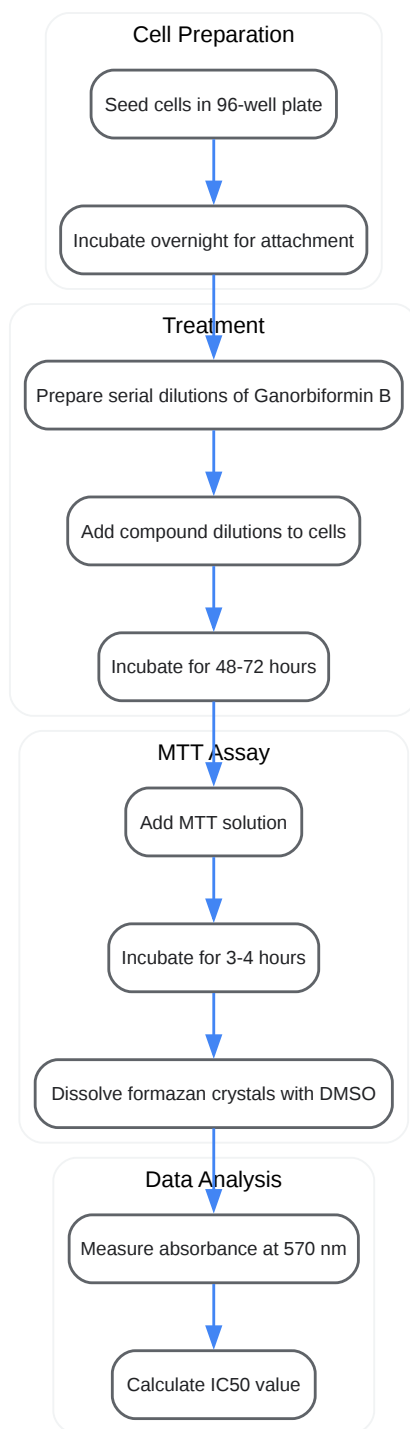 Cell Preparation
Seed cells in 96-well plate
Incubate overnight for attachment
Treatment
Prepare serial dilutions of Ganorbiformin B
Add compound dilutions to cells
Incubate for 48-72 hours
MTT Assay
Add MTT solution
Incubate for 3-4 hours
Dissolve formazan crystals with DMSO
Data Analysis
Measure absorbance at 570 nm
Calculate IC50 value